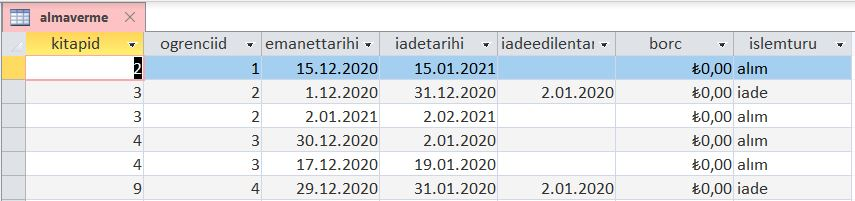 almaverme
kitapid ogrenciid emanettarihi iadetarihi iadeedilentar borc islemturu
2 1 15.12.2020 15.01.2021 ₺0,00 alım
3 2 1.12.2020 31.12.2020 2.01.2020 ₺0,00 iade
3 2 2.01.2021 2.02.2021 ₺0,00 alım
4 3 30.12.2020 2.01.2020 ₺0,00 alım
4 3 17.12.2020 19.01.2020 ₺0,00 alım
9 4 29.12.2020 31.01.2020 2.01.2020 ₺0,00 iade